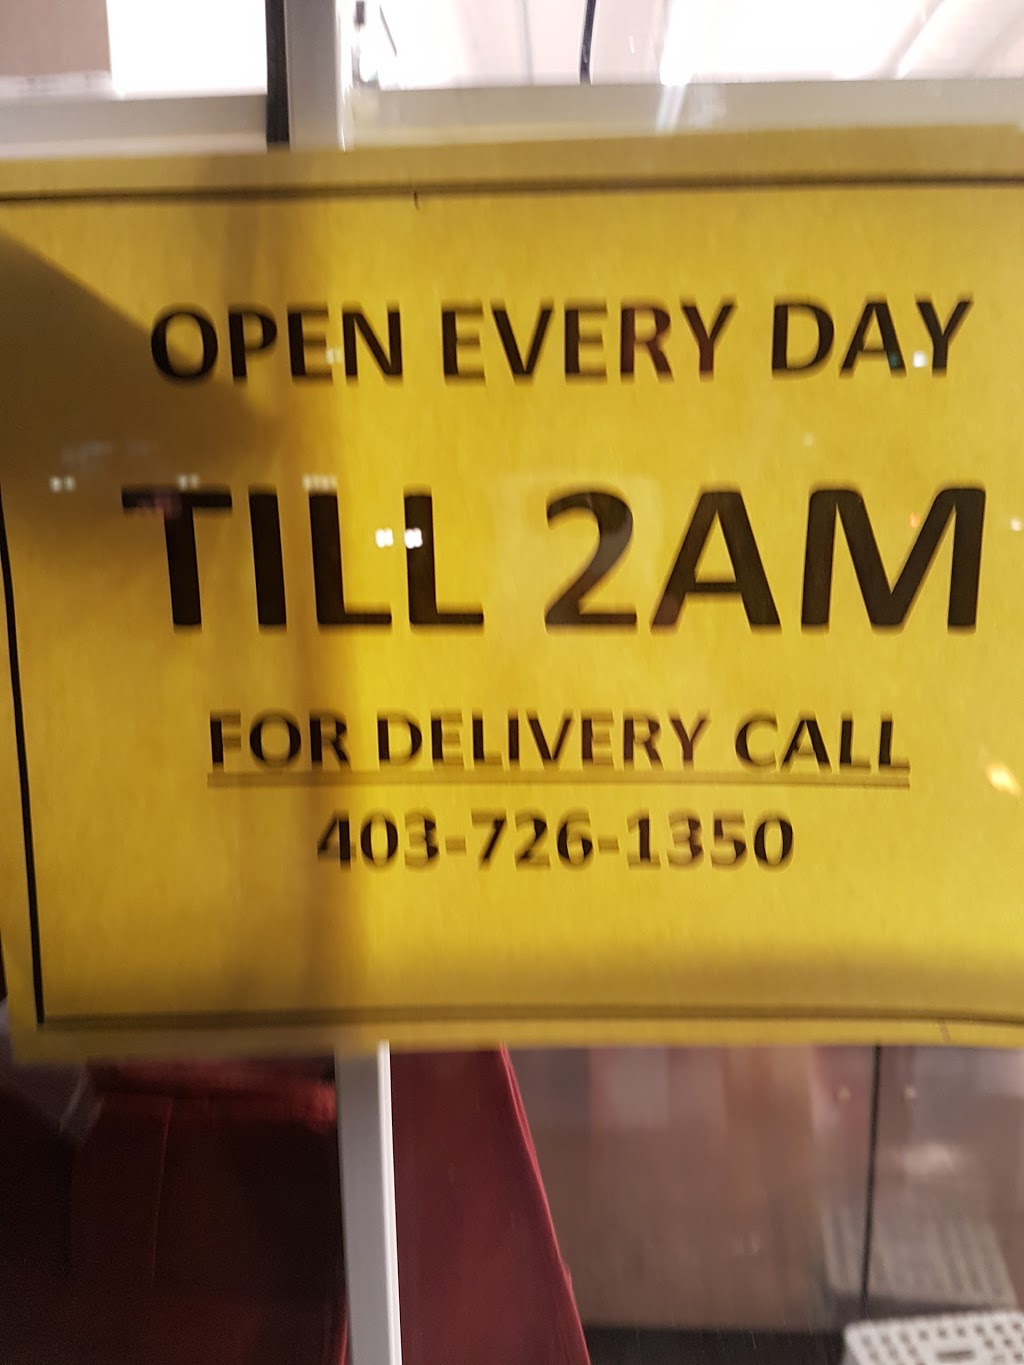 OPEN EVERY DAY
TILL 2AM
FOR DELIVERY CALL
403-726-1350